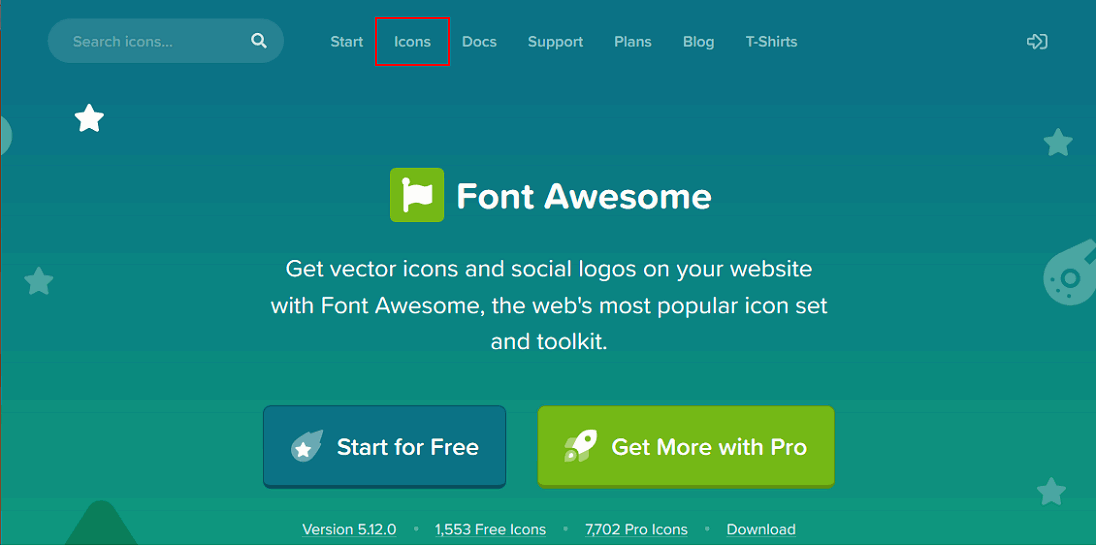 Search icons... Start Icons Docs Support Plans Blog T-Shirts
Font Awesome
Get vector icons and social logos on your website
with Font Awesome, the web's most popular icon set
and toolkit.
Start for Free Get More with Pro
Version 5.12.0 • 1,553 Free Icons • 7,702 Pro Icons • Download